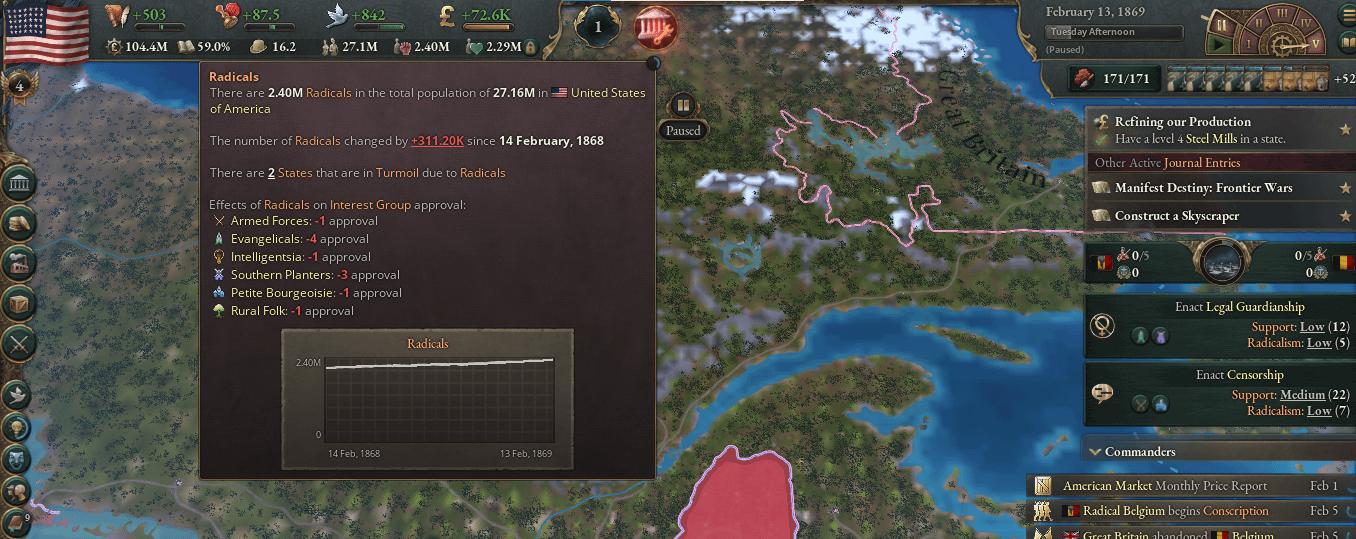 +503
+87.5
+842
+72.6K
104.4M
59.0%
16.2
27.1M
2.40M
2.29M
1
February 13, 1869
Tuesday Afternoon
(Paused)
I
II
III
IV
V
4
171/171
+52
Radicals
There are 2.40M Radicals in the total population of 27.16M in United States
of America
The number of Radicals changed by +311.20K since 14 February, 1868
There are 2 States that are in Turmoil due to Radicals
Effects of Radicals on Interest Group approval:
Armed Forces: -1 approval
Evangelicals: -4 approval
Intelligentsia: -1 approval
Southern Planters: -3 approval
Petite Bourgeoisie: -1 approval
Rural Folk: -1 approval
Radicals
2.40M
0
14 Feb, 1868
13 Feb, 1869
Paused
Great Britain
Refining our Production
Have a level 4 Steel Mills in a state.
Other Active Journal Entries
Manifest Destiny: Frontier Wars
Construct a Skyscraper
0/5
0
0/5
0
Enact Legal Guardianship
Support: Low (12)
Radicalism: Low (5)
Enact Censorship
Support: Medium (22)
Radicalism: Low (7)
Commanders
American Market Monthly Price Report Feb 1
Radical Belgium begins Conscription Feb 5
Great Britain abandoned Belgium Feb 5
9